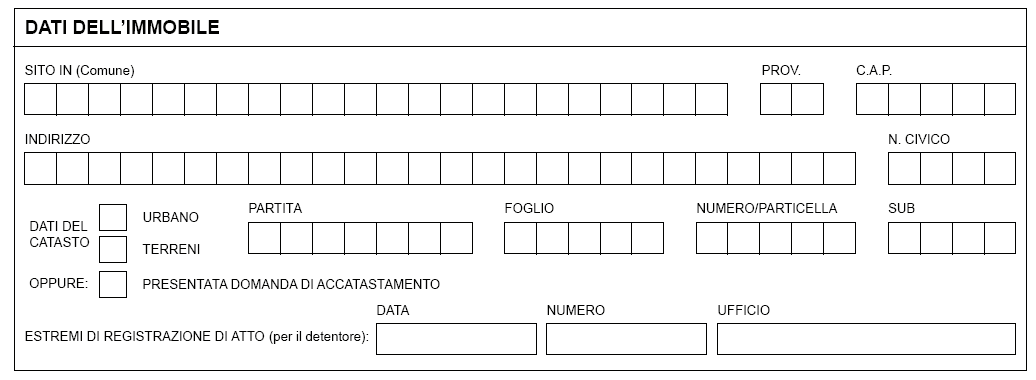 DATI DELL'IMMOBILE
SITO IN (Comune) PROV. C.A.P.
INDIRIZZO N. CIVICO
DATI DEL CATASTO URBANO PARTITA FOGLIO NUMERO/PARTICELLA SUB
TERRENI
OPPURE: PRESENTATA DOMANDA DI ACCATASTAMENTO
DATA NUMERO UFFICIO
ESTREMI DI REGISTRAZIONE DI ATTO (per il detentore):